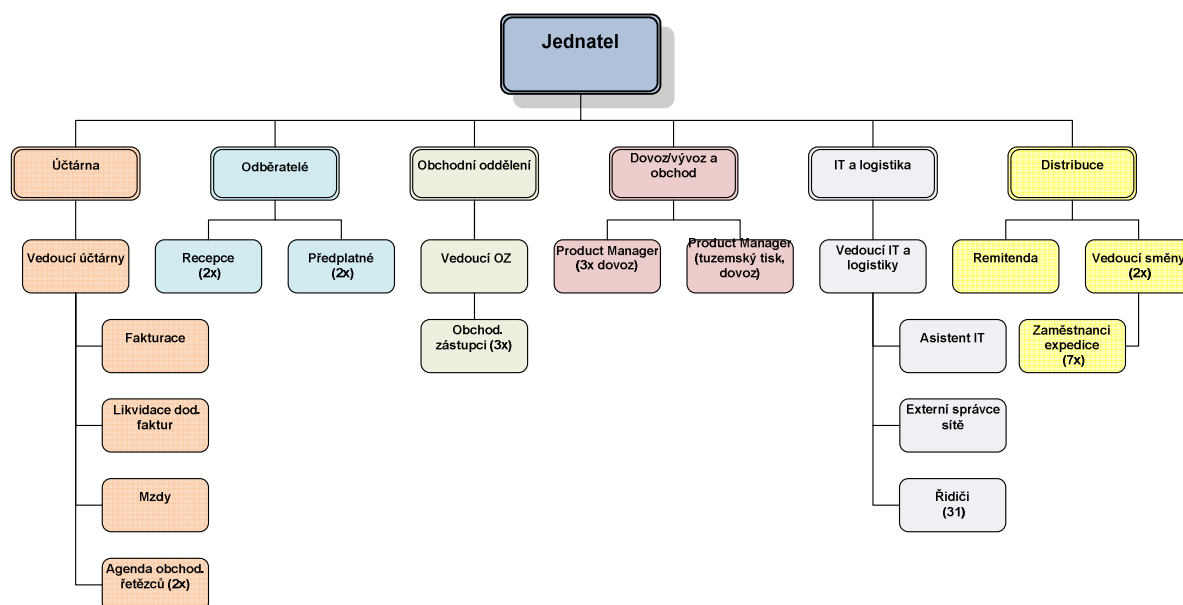 Jednatel
Účtárna
Odběratelé
Obchodní oddělení
Dovoz/vývoz a
obchod
IT a logistika
Distribuce
Vedoucí účtárny
Recepce
(2x)
Předplatné
(2x)
Vedoucí OZ
Product Manager
(3x dovoz)
Product Manager
(tuzemský tisk,
dovoz)
Vedoucí IT a
logistiky
Remitenda
Vedoucí směny
(2x)
Fakturace
Obchod.
zástupci (3x)
Asistent IT
Zaměstnanci
expedice
(7x)
Likvidace dod.
faktur
Externí správce
sítě
Mzdy
Řidiči
(31)
Agenda obchod.
řetězců (2x)